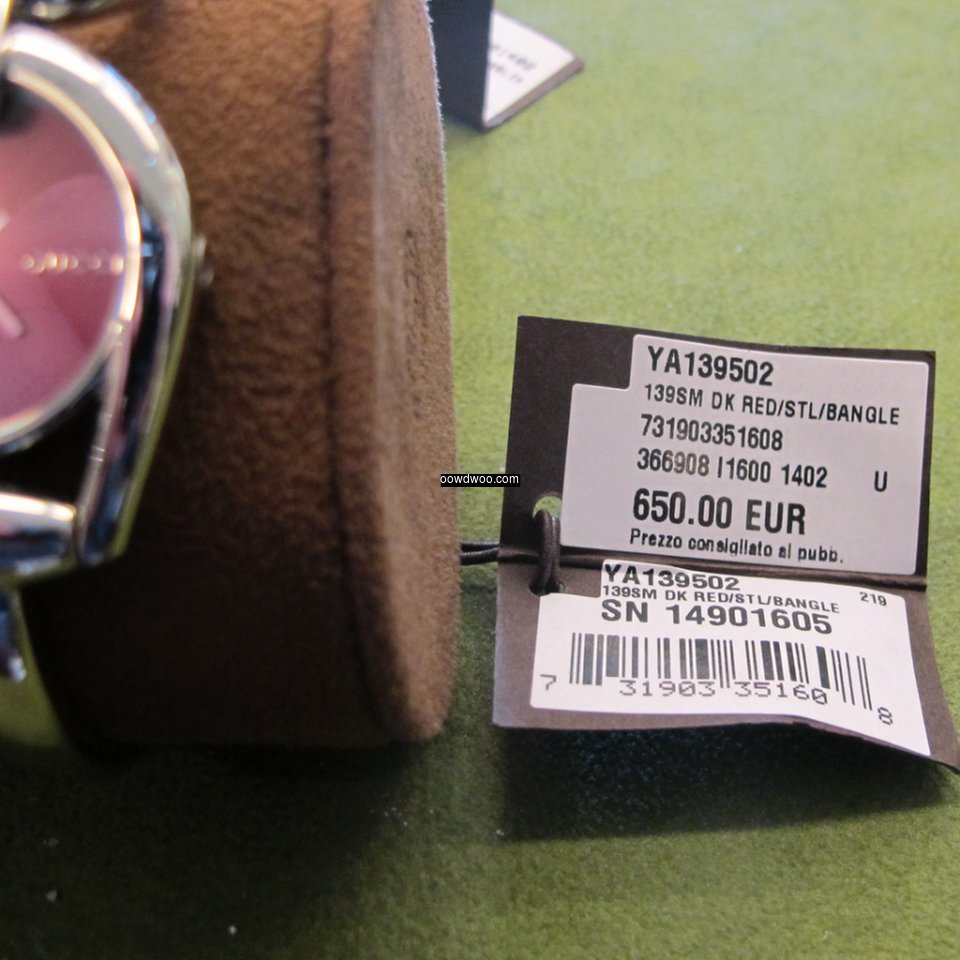 YA139502
139SM DK RED/STL/BANGLE
731903351608
366908 I1600 1402 U
650.00 EUR
Prezzo consigliato al pubb.
YA139502
139SM DK RED/STL/BANGLE 219
SN 14901605
7 31903 35160 8
oowdwoo.com